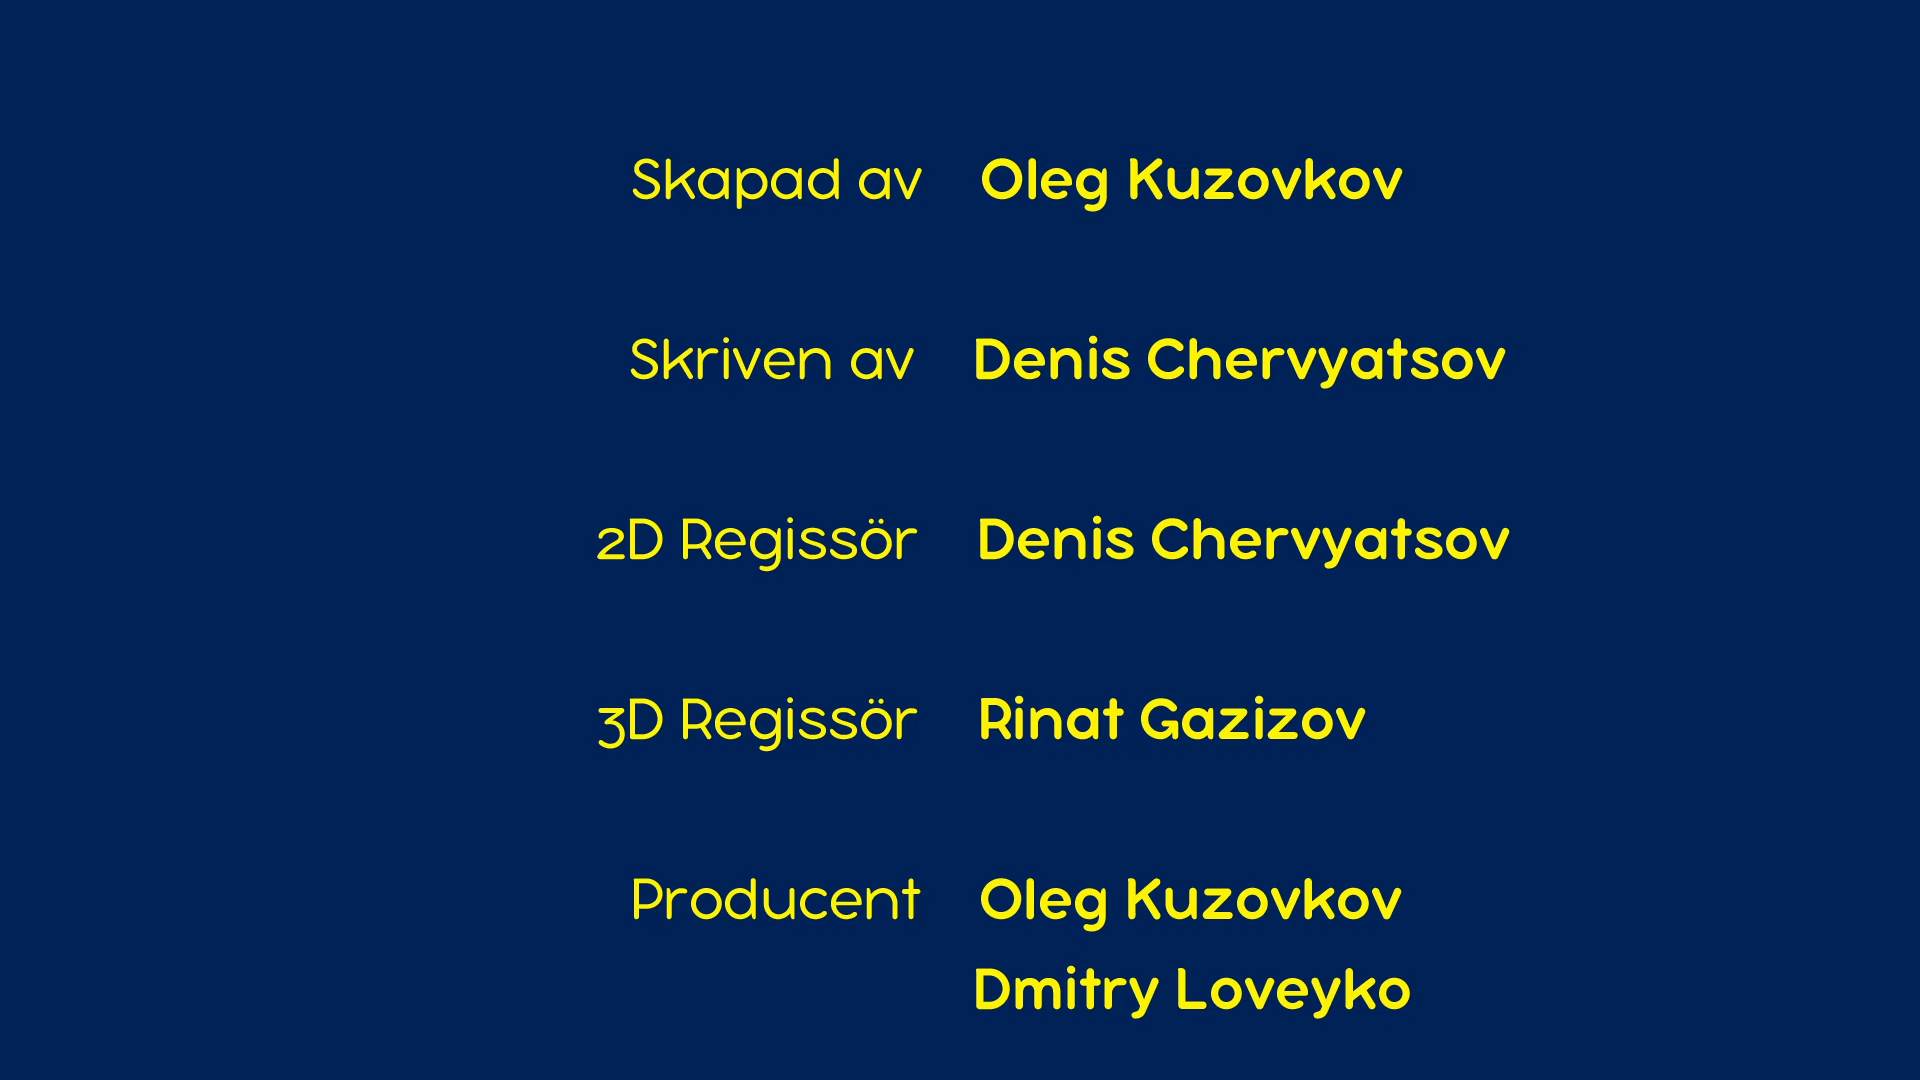 Skapad av Oleg Kuzovkov
Skriven av Denis Chervyatsov
2D Regissör Denis Chervyatsov
3D Regissör Rinat Gazizov
Producent Oleg Kuzovkov
Dmitry Loveyko